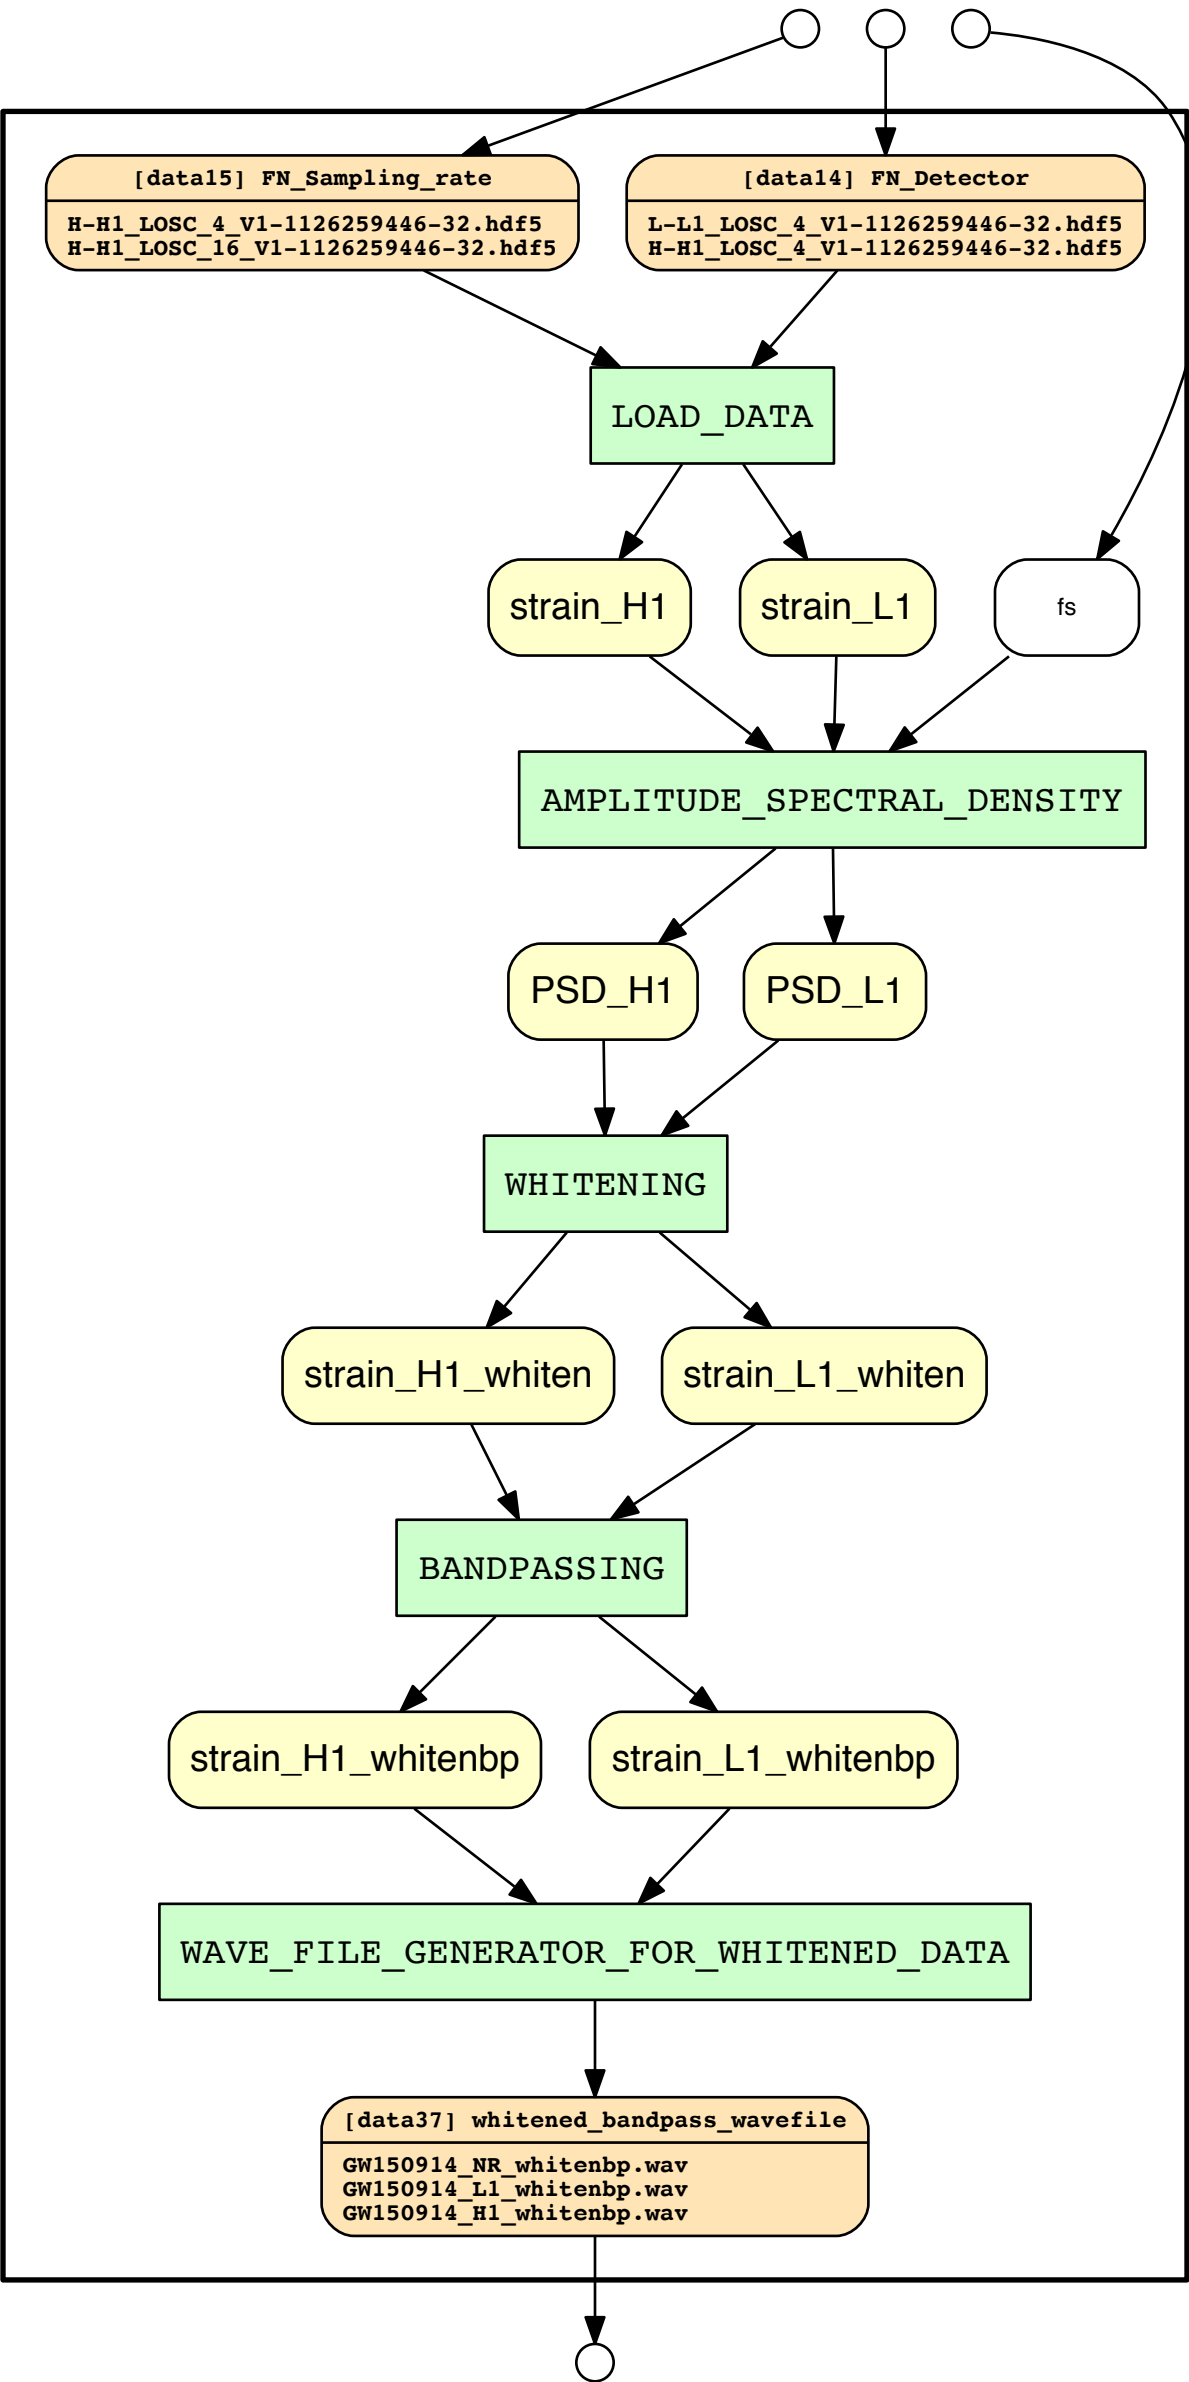 [data15] FN_Sampling_rate
H-H1_LOSC_4_V1-1126259446-32.hdf5
H-H1_LOSC_16_V1-1126259446-32.hdf5
[data14] FN_Detector
L-L1_LOSC_4_V1-1126259446-32.hdf5
H-H1_LOSC_4_V1-1126259446-32.hdf5
LOAD_DATA
strain_H1
strain_L1
fs
AMPLITUDE_SPECTRAL_DENSITY
PSD_H1
PSD_L1
WHITENING
strain_H1_whiten
strain_L1_whiten
BANDPASSING
strain_H1_whitenbp
strain_L1_whitenbp
WAVE_FILE_GENERATOR_FOR_WHITENED_DATA
[data37] whitened_bandpass_wavefile
GW150914_NR_whitenbp.wav
GW150914_L1_whitenbp.wav
GW150914_H1_whitenbp.wav